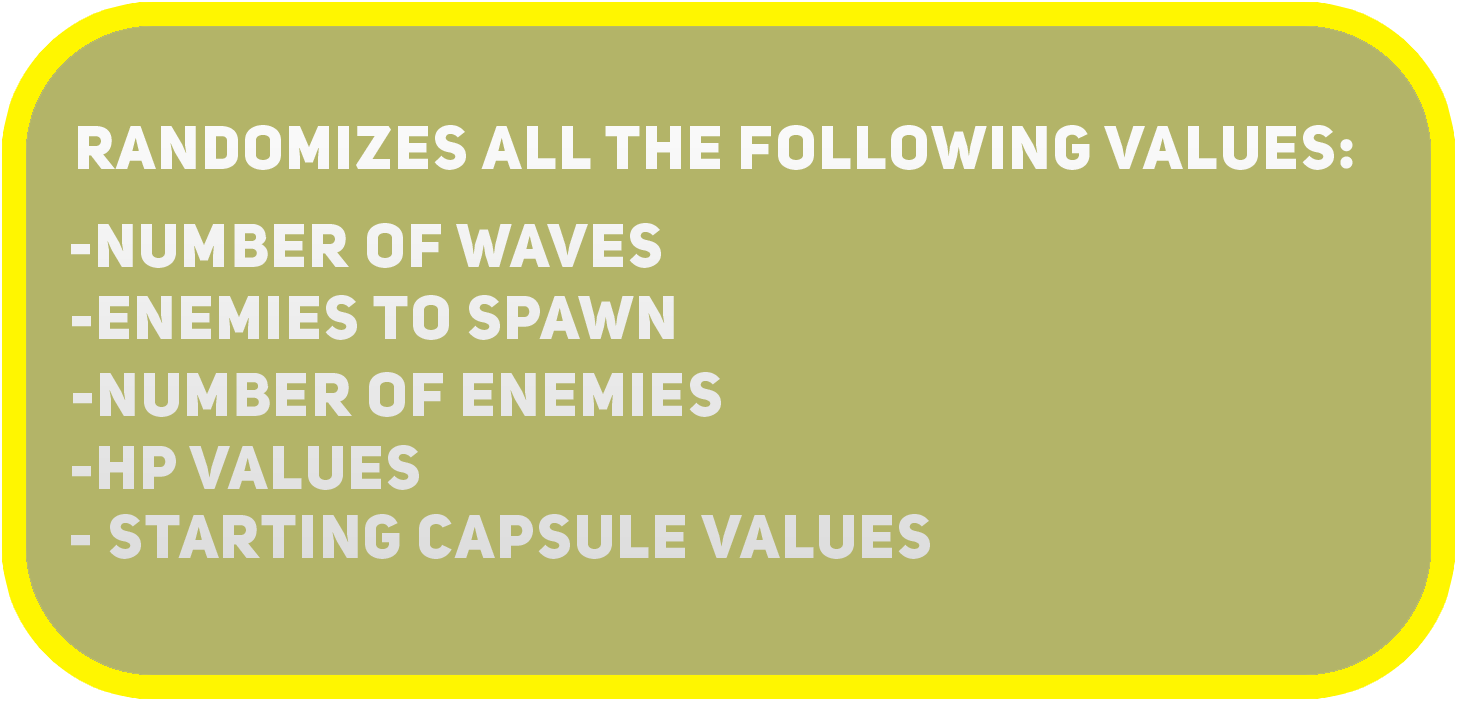 RANDOMIZES ALL THE FOLLOWING VALUES:
-NUMBER OF WAVES
-ENEMIES TO SPAWN
-NUMBER OF ENEMIES
-HP VALUES
- STARTING CAPSULE VALUES